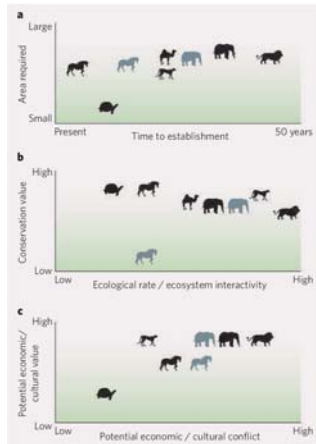 a
Large
Area required
Small
Present
Time to establishment
50 years
b
High
Conservation value
Low
Low
Ecological rate / ecosystem interactivity
High
c
High
Potential economic/
cultural value
Low
Low
Potential economic / cultural conflict
High